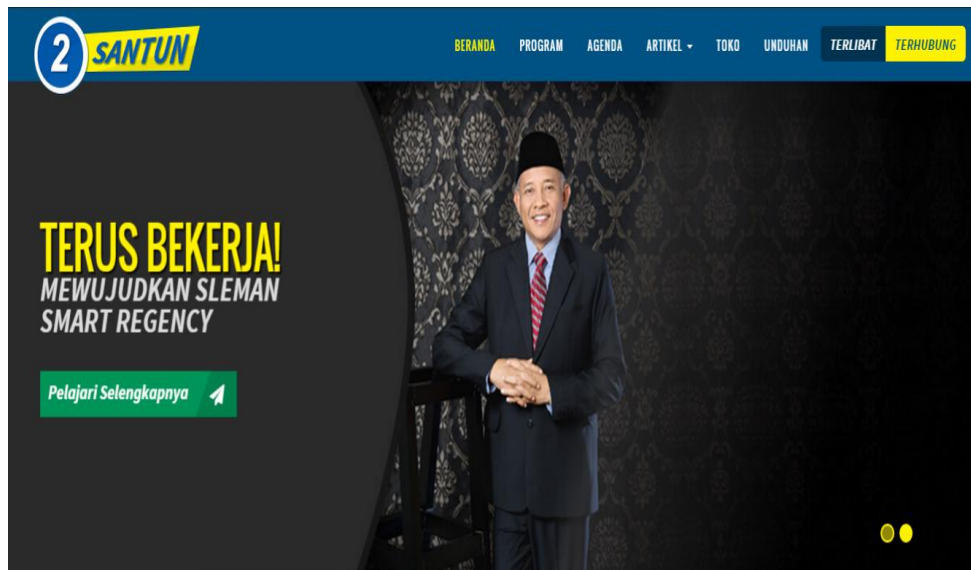 2 SANTUN
BERANDA PROGRAM AGENDA ARTIKEL TOKO UNDUHAN TERLIBAT TERHUBUNG
TERUS BEKERJA!
MEWUJUDKAN SLEMAN
SMART REGENCY
Pelajari Selengkapnya